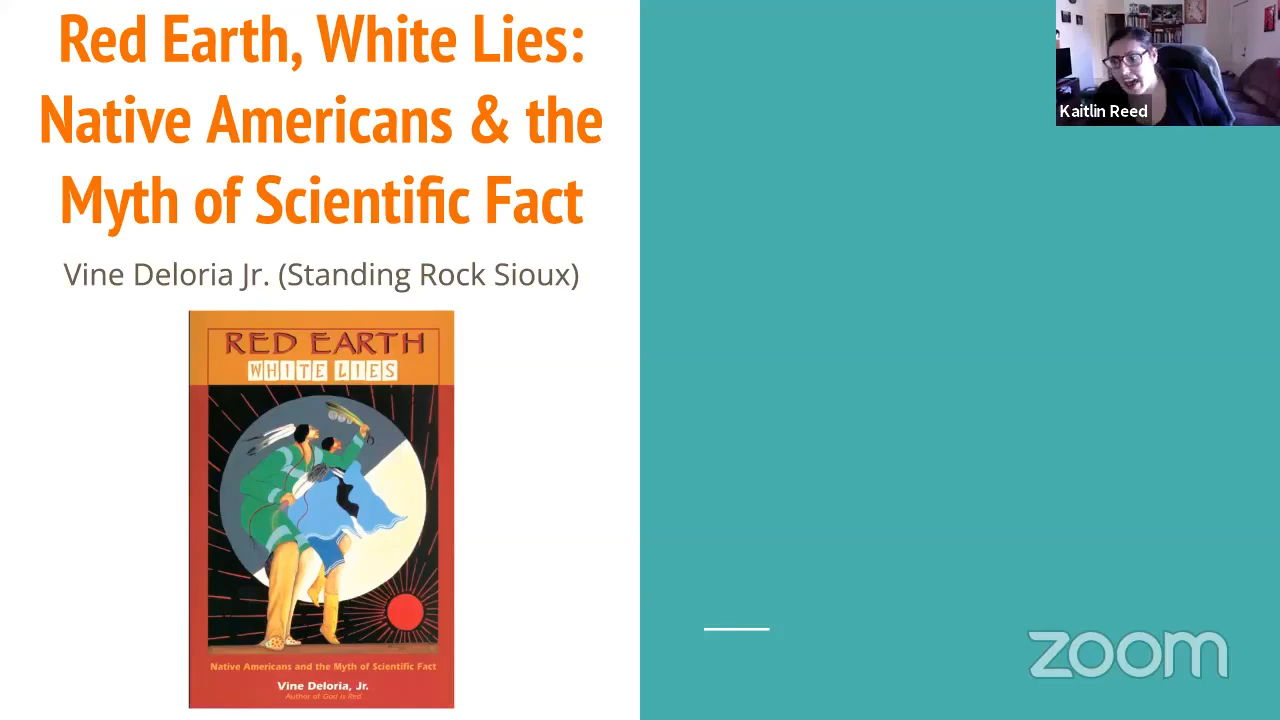 Red Earth, White Lies:
Native Americans & the
Myth of Scientific Fact
Vine Deloria Jr. (Standing Rock Sioux)
RED EARTH
WHITE LIES
Native Americans and the Myth of Scientific Fact
Vine Deloria, Jr.
Author of God is Red
Kaitlin Reed
zoom